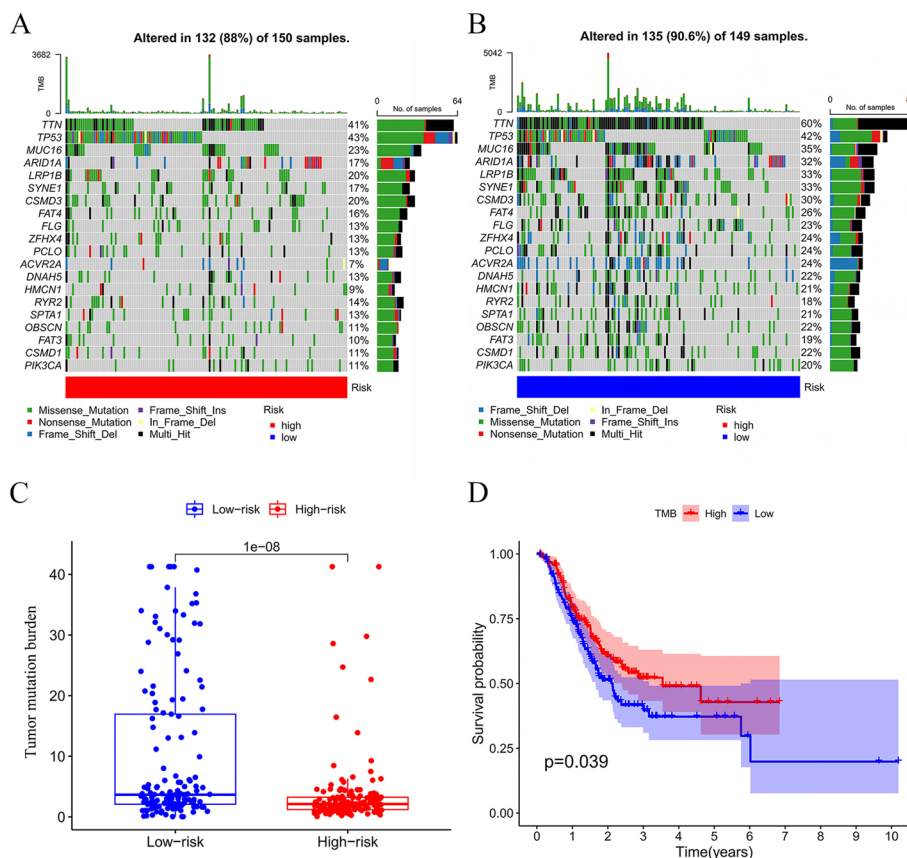 A
Altered in 132 (88%) of 150 samples.
3682
TMB
0
0 64
No. of samples
TTN 41%
TP53 43%
MUC16 23%
ARID1A 17%
LRP1B 20%
SYNE1 17%
CSMD3 20%
FAT4 16%
FLG 13%
ZFHX4 13%
PCLO 13%
ACVR2A 7%
DNAH5 13%
HMCN1 9%
RYR2 14%
SPTA1 13%
OBSCN 11%
FAT3 10%
CSMD1 11%
PIK3CA 11%
Risk
Missense_Mutation Frame_Shift_Ins Risk
Nonsense_Mutation In_Frame_Del high
Frame_Shift_Del Multi_Hit low
B
Altered in 135 (90.6%) of 149 samples.
5042
TMB
0
0 8
No. of samples
TTN 60%
TP53 42%
MUC16 35%
ARID1A 32%
LRP1B 33%
SYNE1 33%
CSMD3 30%
FAT4 26%
FLG 23%
ZFHX4 24%
PCLO 24%
ACVR2A 24%
DNAH5 22%
HMCN1 21%
RYR2 18%
SPTA1 21%
OBSCN 22%
FAT3 19%
CSMD1 22%
PIK3CA 20%
Risk
Frame_Shift_Del In_Frame_Del Risk
Missense_Mutation Frame_Shift_Ins high
Nonsense_Mutation Multi_Hit low
C
Low-risk High-risk
1e-08
40
30
20
10
0
Tumor mutation burden
Low-risk High-risk
D
TMB High Low
1.00
0.75
0.50
0.25
0.00
Survival probability
p=0.039
0 1 2 3 4 5 6 7 8 9 10
Time(years)